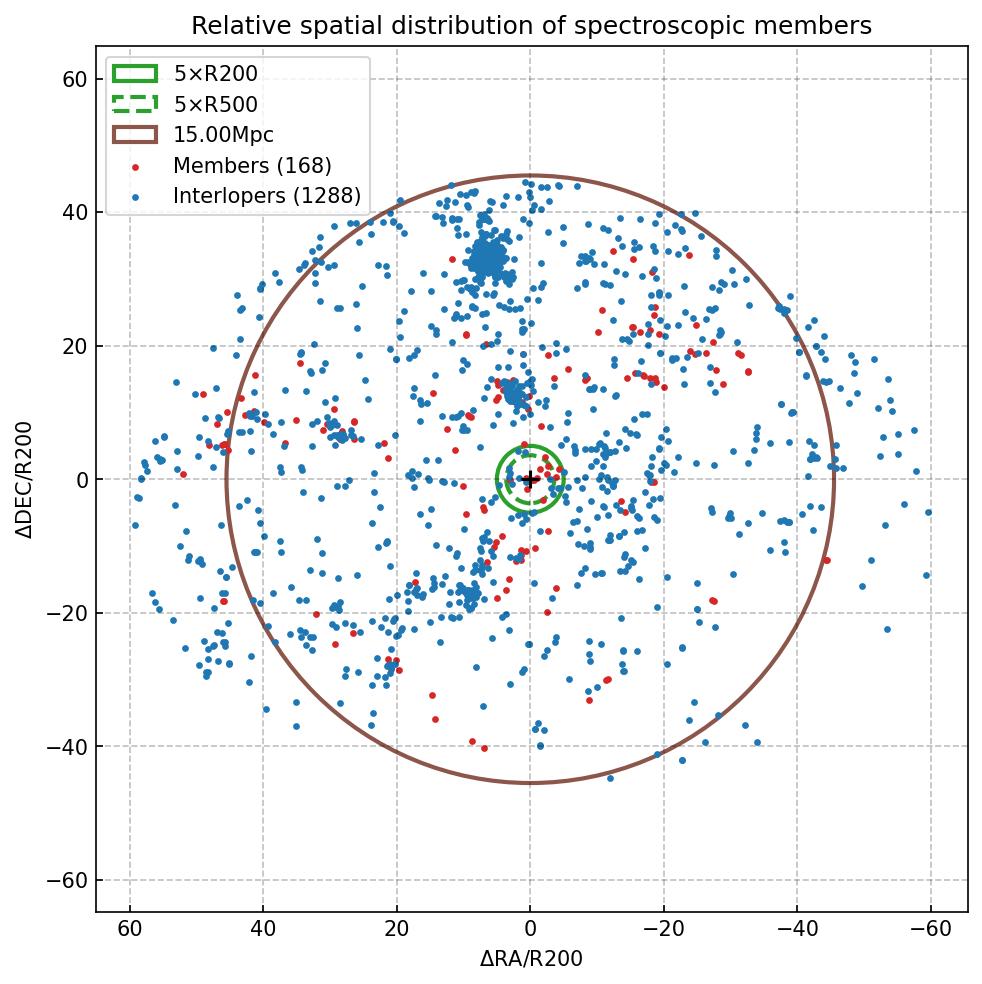 Relative spatial distribution of spectroscopic members
5×R200
5×R500
15.00Mpc
Members (168)
Interlopers (1288)
60
40
20
0
−20
−40
−60
ΔDEC/R200
60
40
20
0
−20
−40
−60
ΔRA/R200